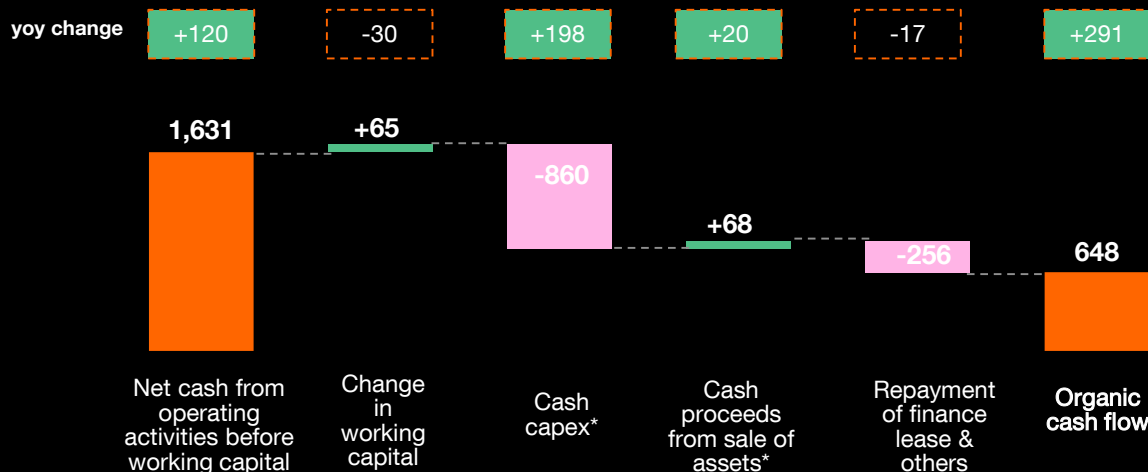 yoy change
+120
-30
+198
+20
-17
+291
1,631
+65
-860
+68
-256
648
Net cash from
operating
activities before
working capital
Change
in
working
capital
Cash
capex*
Cash
proceeds
from sale of
assets*
Repayment
of finance
lease &
others
Organic
cash flow